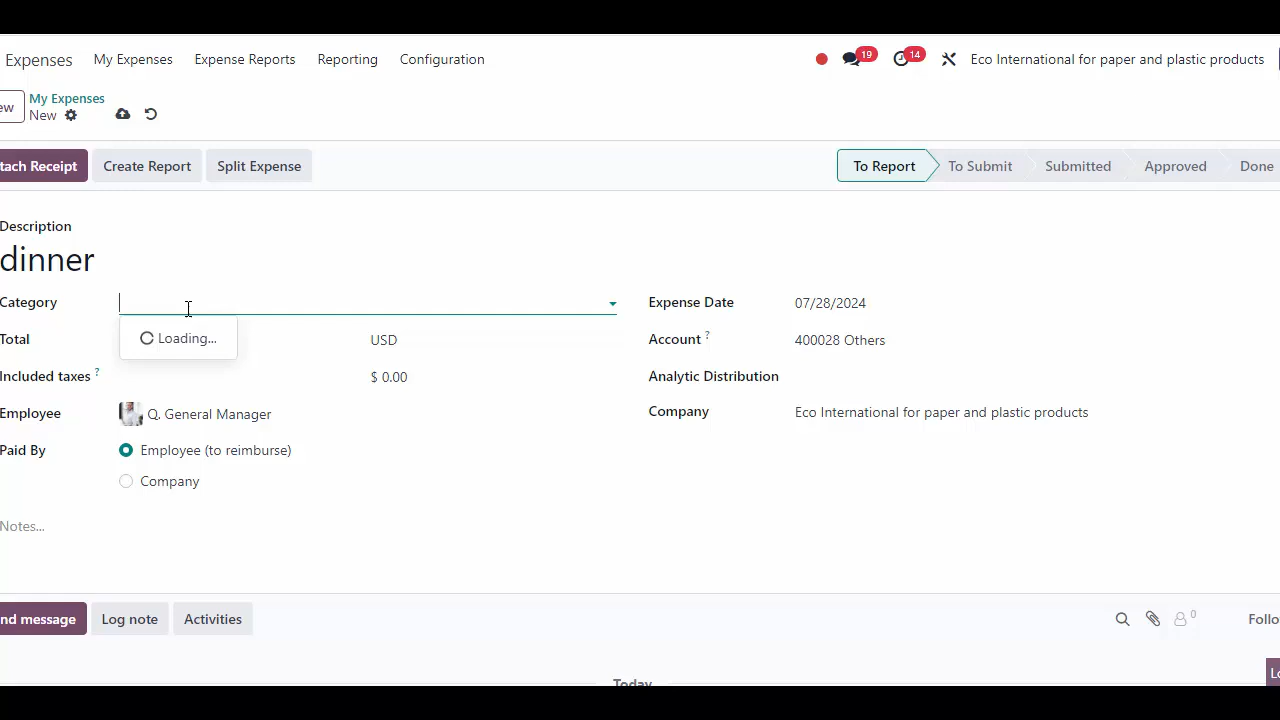 Expenses My Expenses Expense Reports Reporting Configuration 19 14 Eco International for paper and plastic products
ew My Expenses
New
tach Receipt Create Report Split Expense To Report To Submit Submitted Approved Done
Description
dinner
Category Expense Date 07/28/2024
Loading...
Total USD Account ? 400028 Others
Included taxes ? $ 0.00 Analytic Distribution
Employee Q. General Manager Company Eco International for paper and plastic products
Paid By Employee (to reimburse)
Company
Notes...
nd message Log note Activities 0 Follo
Lo
Today